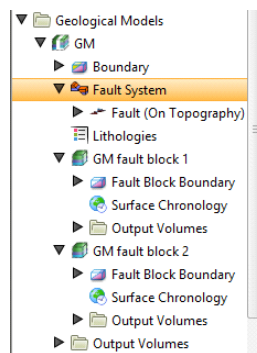 Geological Models
GM
Boundary
Fault System
Fault (On Topography)
Lithologies
GM fault block 1
Fault Block Boundary
Surface Chronology
Output Volumes
GM fault block 2
Fault Block Boundary
Surface Chronology
Output Volumes
Output Volumes